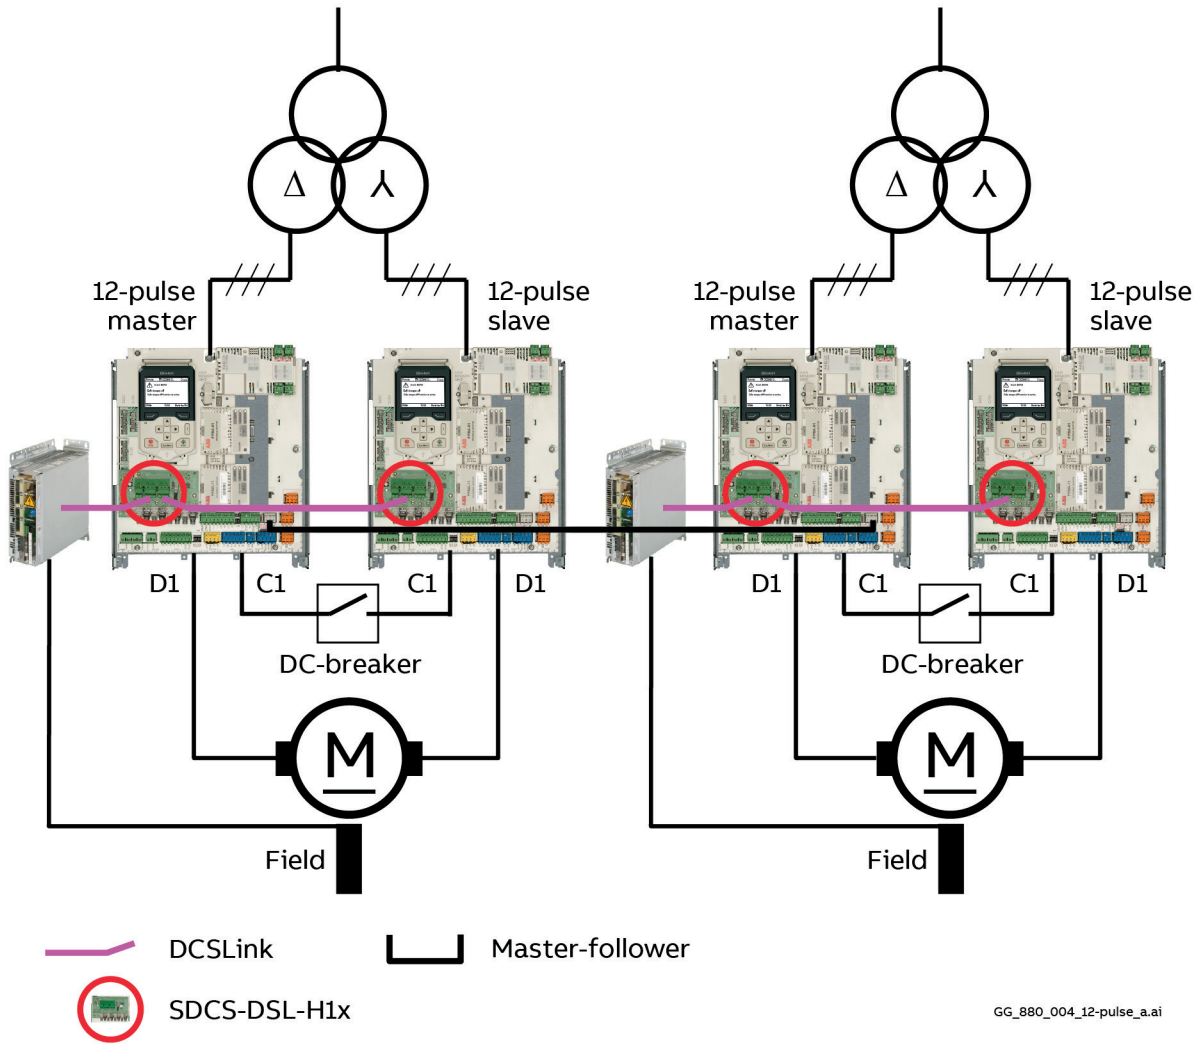 Δ
Y
Δ
Y
12-pulse
master
12-pulse
slave
12-pulse
master
12-pulse
slave
D1
C1
C1
D1
D1
C1
C1
D1
DC-breaker
DC-breaker
M
M
Field
Field
DCSLink
Master-follower
SDCS-DSL-H1x
GG_880_004_12-pulse_a.ai